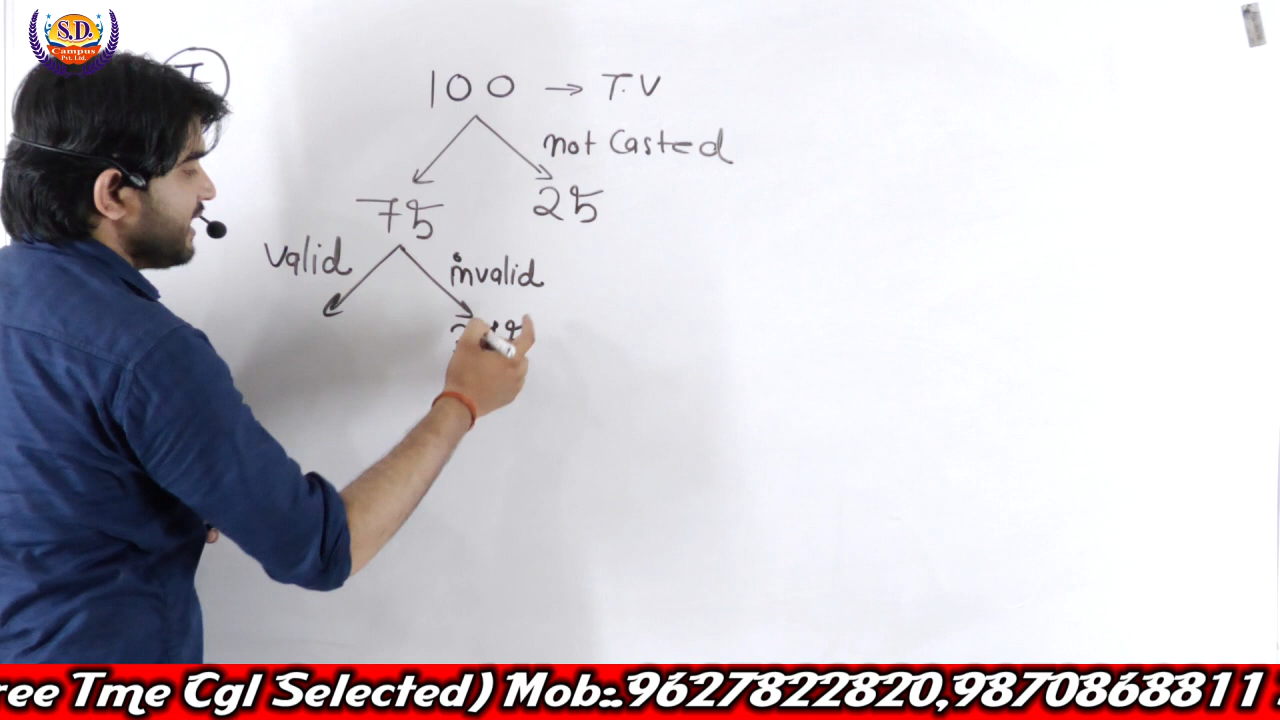 S.D.
Campus
Pvt. Ltd.
I
100 → T.V
not Casted
75 25
valid invalid
ree Tme Cgl Selected) Mob:.9627822820,9870868811